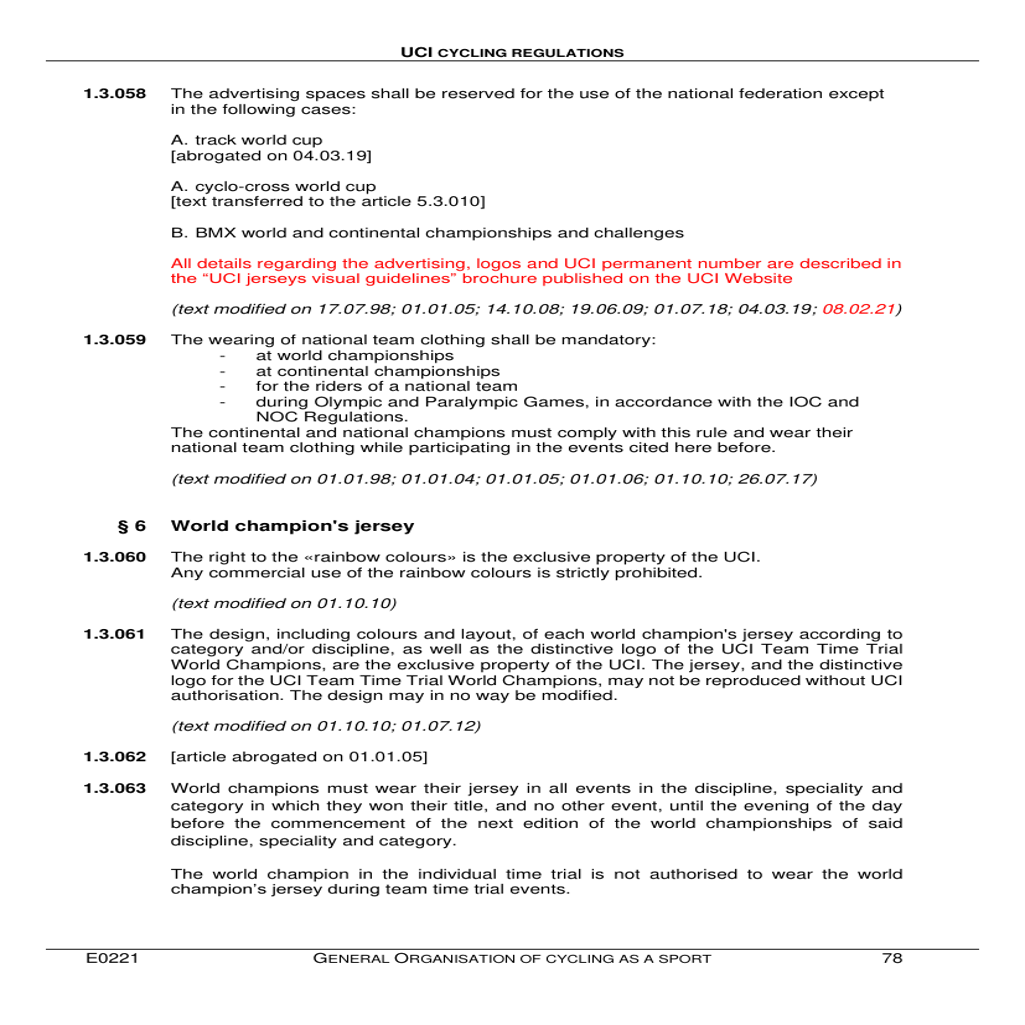 UCI CYCLING REGULATIONS
1.3.058 The advertising spaces shall be reserved for the use of the national federation except
in the following cases:
A. track world cup
[abrogated on 04.03.19]
A. cyclo-cross world cup
[text transferred to the article 5.3.010]
B. BMX world and continental championships and challenges
All details regarding the advertising, logos and UCI permanent number are described in
the “UCI jerseys visual guidelines” brochure published on the UCI Website
(text modified on 17.07.98; 01.01.05; 14.10.08; 19.06.09; 01.07.18; 04.03.19; 08.02.21)
1.3.059 The wearing of national team clothing shall be mandatory:
- at world championships
- at continental championships
- for the riders of a national team
- during Olympic and Paralympic Games, in accordance with the IOC and
NOC Regulations.
The continental and national champions must comply with this rule and wear their
national team clothing while participating in the events cited here before.
(text modified on 01.01.98; 01.01.04; 01.01.05; 01.01.06; 01.10.10; 26.07.17)
§ 6 World champion's jersey
1.3.060 The right to the «rainbow colours» is the exclusive property of the UCI.
Any commercial use of the rainbow colours is strictly prohibited.
(text modified on 01.10.10)
1.3.061 The design, including colours and layout, of each world champion's jersey according to
category and/or discipline, as well as the distinctive logo of the UCI Team Time Trial
World Champions, are the exclusive property of the UCI. The jersey, and the distinctive
logo for the UCI Team Time Trial World Champions, may not be reproduced without UCI
authorisation. The design may in no way be modified.
(text modified on 01.10.10; 01.07.12)
1.3.062 [article abrogated on 01.01.05]
1.3.063 World champions must wear their jersey in all events in the discipline, speciality and
category in which they won their title, and no other event, until the evening of the day
before the commencement of the next edition of the world championships of said
discipline, speciality and category.
The world champion in the individual time trial is not authorised to wear the world
champion’s jersey during team time trial events.
E0221 GENERAL ORGANISATION OF CYCLING AS A SPORT 78